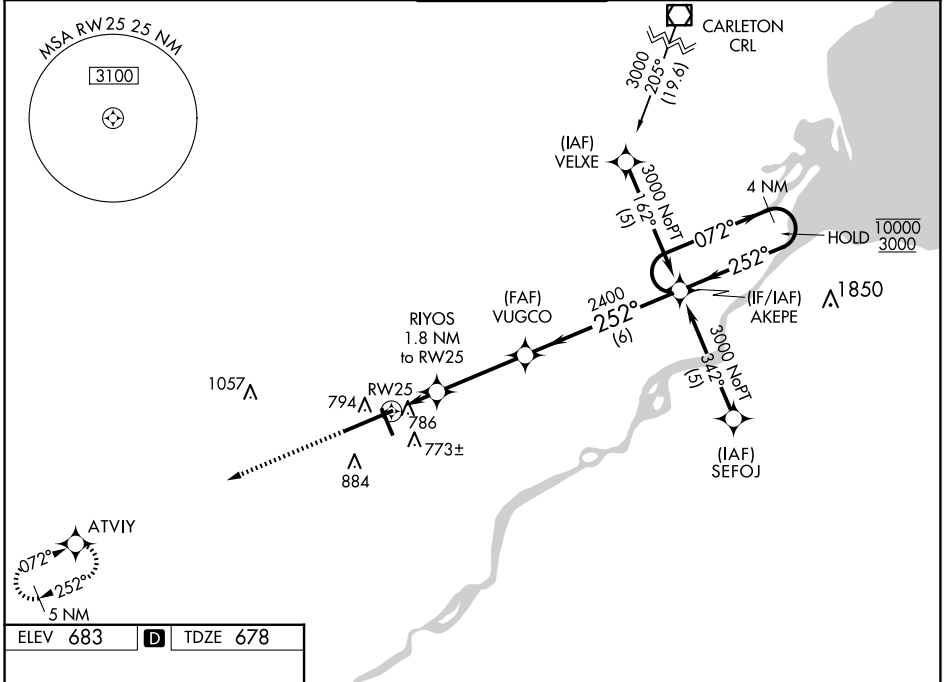 MSA RW25 25 NM
3100
CARLETON
CRL
3000
205°
(19.6)
(IAF)
VELXE
3000 NoPT
162°
(5)
4 NM
072°
HOLD
10000
3000
252°
(IF/IAF)
AKEPE
1850
(FAF)
VUGCO
2400
252°
(6)
RIYOS
1.8 NM
to RW25
3000 NoPT
342°
(5)
1057
794
RW25
786
773±
884
(IAF)
SEFOJ
ATVIY
072°
252°
5 NM
ELEV 683 D TDZE 678